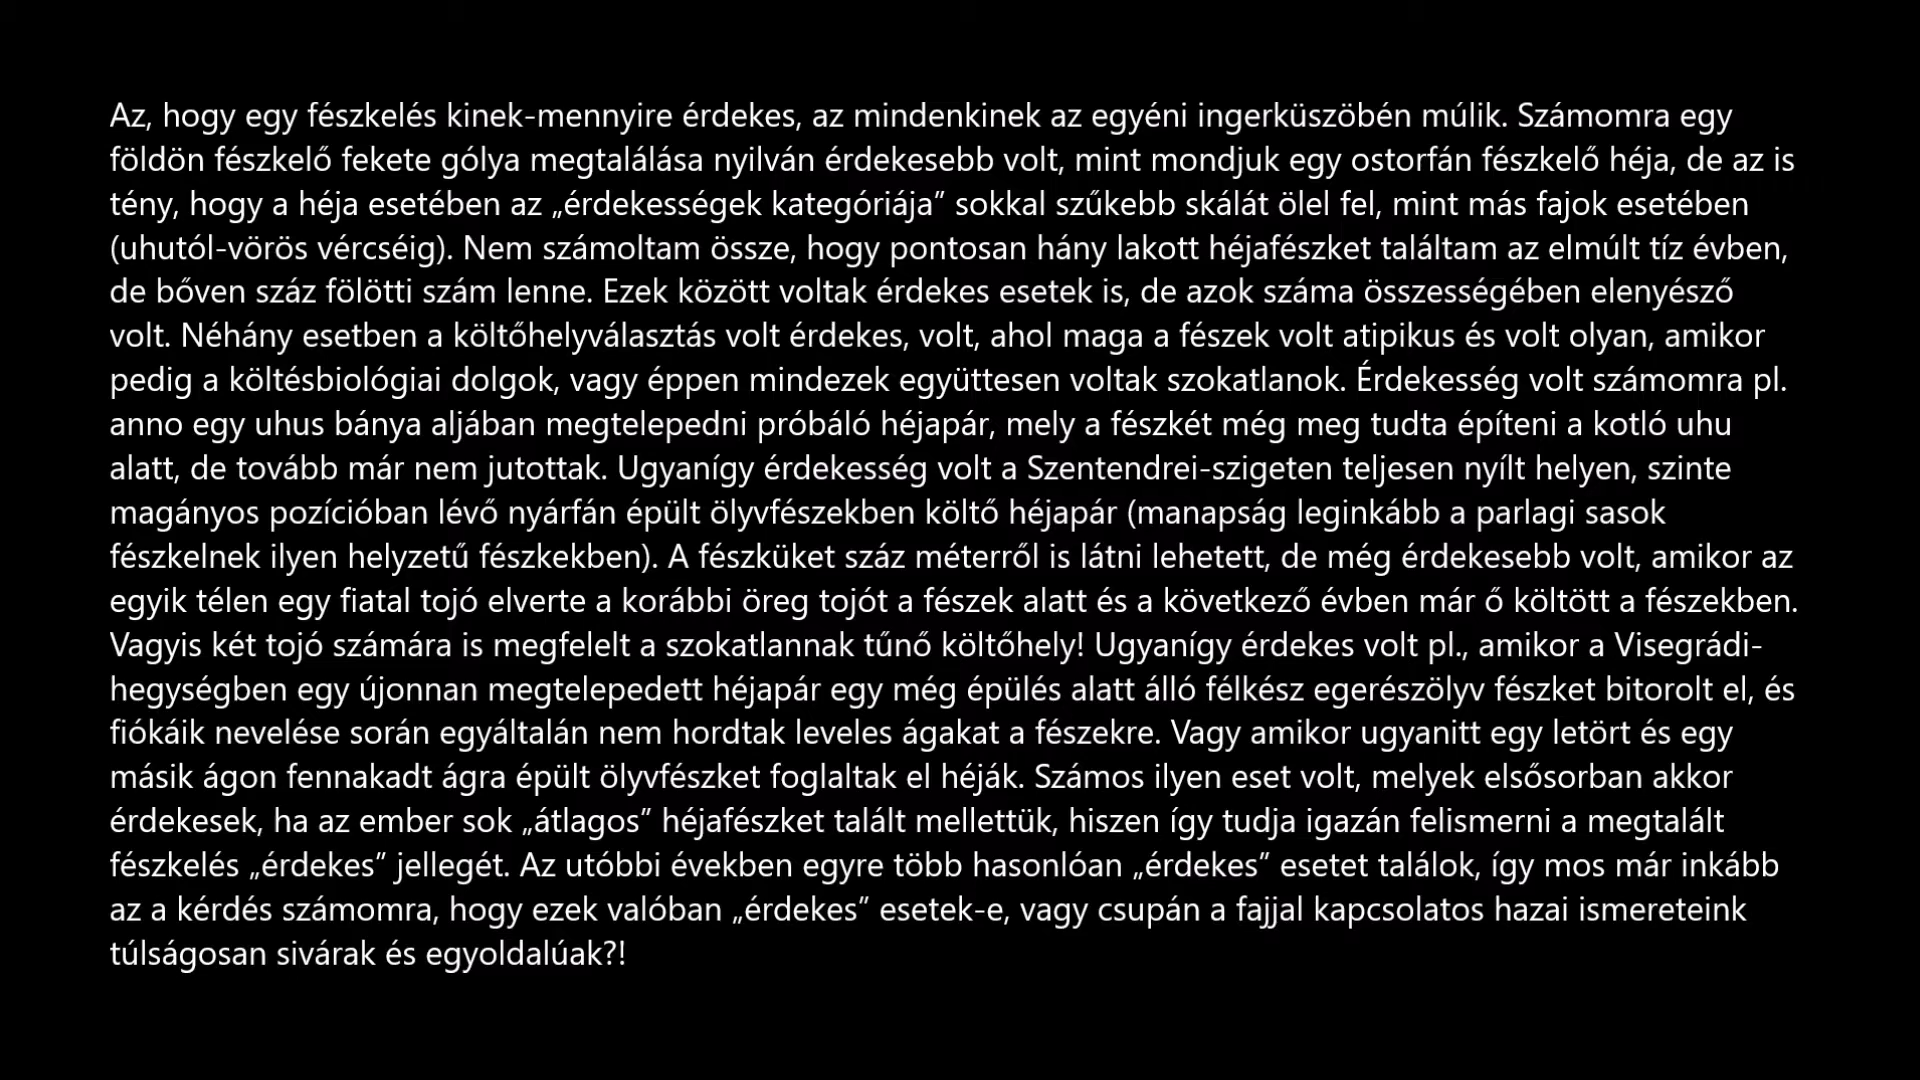 Az, hogy egy fészkelés kinek-mennyire érdekes, az mindenkinek az egyéni ingerküszöbén múlik. Számomra egy
földön fészkelő fekete gólya megtalálása nyilván érdekesebb volt, mint mondjuk egy ostorfán fészkelő héja, de az is
tény, hogy a héja esetében az „érdekességek kategóriája” sokkal szűkebb skálát ölel fel, mint más fajok esetében
(uhutól-vörös vércséig). Nem számoltam össze, hogy pontosan hány lakott héjafészket találtam az elmúlt tíz évben,
de bőven száz fölötti szám lenne. Ezek között voltak érdekes esetek is, de azok száma összességében elenyésző
volt. Néhány esetben a költőhelyválasztás volt érdekes, volt, ahol maga a fészek volt atipikus és volt olyan, amikor
pedig a költésbiológiai dolgok, vagy éppen mindezek együttesen voltak szokatlanok. Érdekesség volt számomra pl.
anno egy uhus bánya aljában megtelepedni próbáló héjapár, mely a fészkét még meg tudta építeni a kotló uhu
alatt, de tovább már nem jutottak. Ugyanígy érdekesség volt a Szentendrei-szigeten teljesen nyílt helyen, szinte
magányos pozícióban lévő nyárfán épült ölyvfészekben költő héjapár (manapság leginkább a parlagi sasok
fészkelnek ilyen helyzetű fészkekben). A fészküket száz méterről is látni lehetett, de még érdekesebb volt, amikor az
egyik télen egy fiatal tojó elverte a korábbi öreg tojót a fészek alatt és a következő évben már ő költött a fészekben.
Vagyis két tojó számára is megfelelt a szokatlannak tűnő költőhely! Ugyanígy érdekes volt pl., amikor a Visegrádi-
hegységben egy újonnan megtelepedett héjapár egy még épülés alatt álló félkész egerészölyv fészket bitorolt el, és
fiókáik nevelése során egyáltalán nem hordtak leveles ágakat a fészekre. Vagy amikor ugyanitt egy letört és egy
másik ágon fennakadt ágra épült ölyvfészket foglaltak el héják. Számos ilyen eset volt, melyek elsősorban akkor
érdekesek, ha az ember sok „átlagos” héjafészket talált mellettük, hiszen így tudja igazán felismerni a megtalált
fészkelés „érdekes” jellegét. Az utóbbi években egyre több hasonlóan „érdekes” esetet találok, így mos már inkább
az a kérdés számomra, hogy ezek valóban „érdekes” esetek-e, vagy csupán a fajjal kapcsolatos hazai ismereteink
túlságosan sivárak és egyoldalúak?!